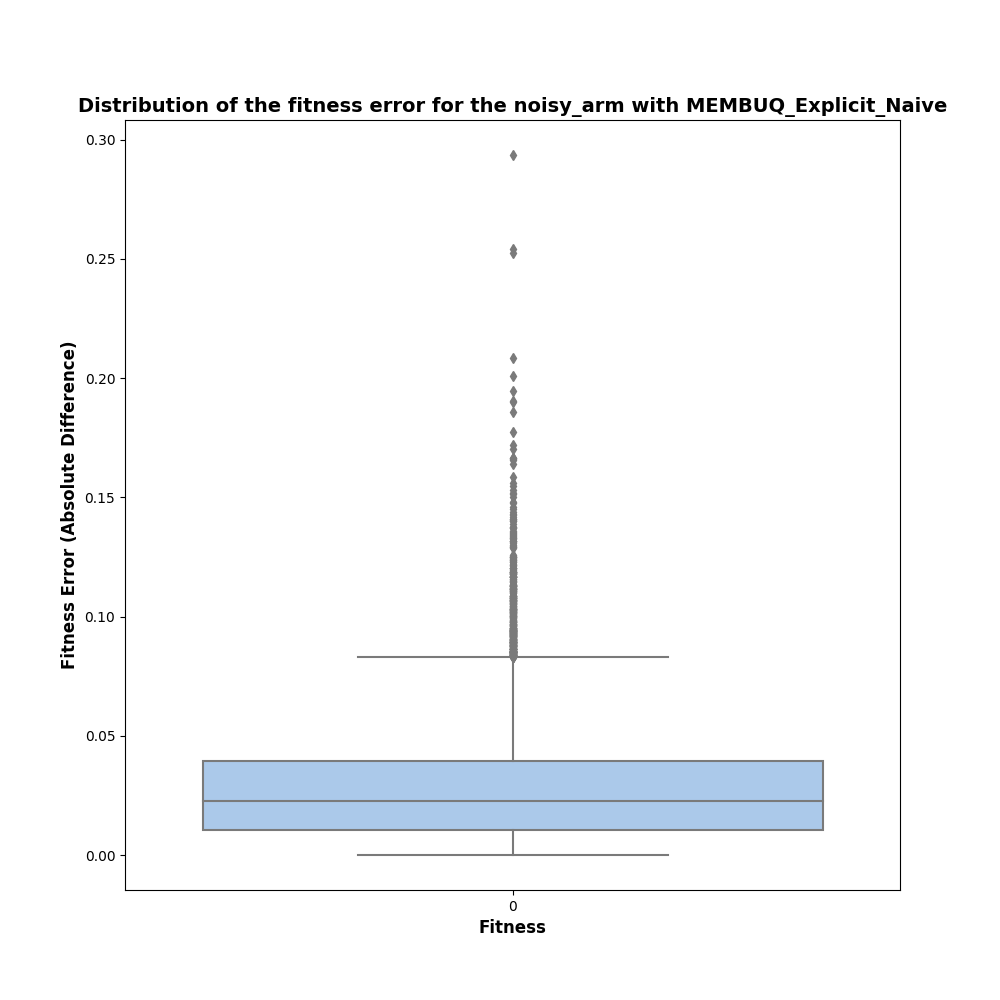 Distribution of the fitness error for the noisy_arm with MEMBUQ_Explicit_Naive
0.30
0.25
0.20
0.15
0.10
0.05
0.00
Fitness Error (Absolute Difference)
0
Fitness